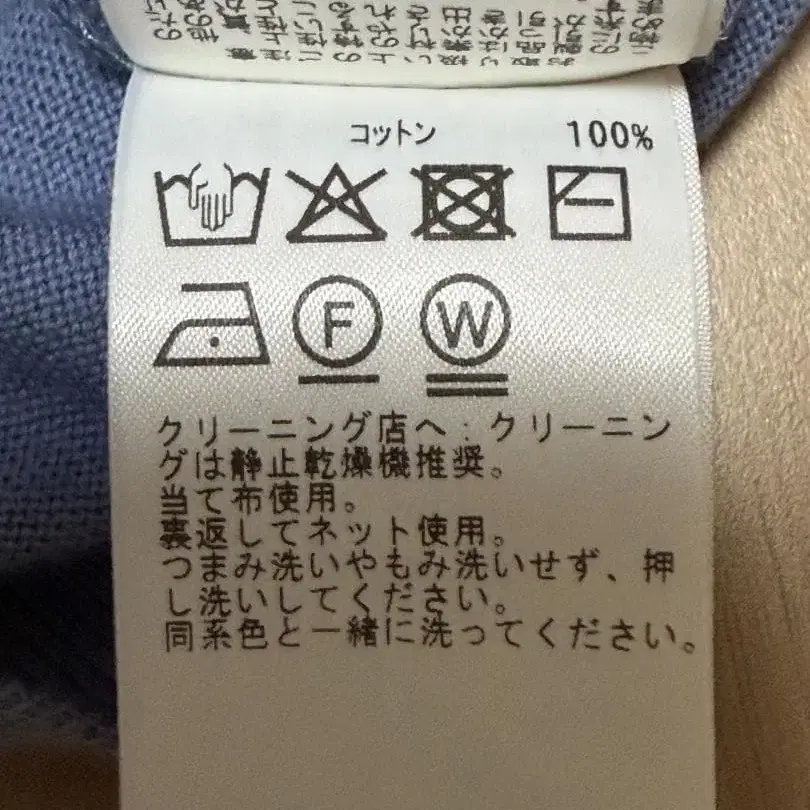 コットン 100%
F W
クリーニング店へ:クリーニン
グは静止乾燥機推奨。
当て布使用。
裏返してネット使用。
つまみ洗いやもみ洗いせず、押
し洗いしてください。
同系色と一緒に洗ってください。